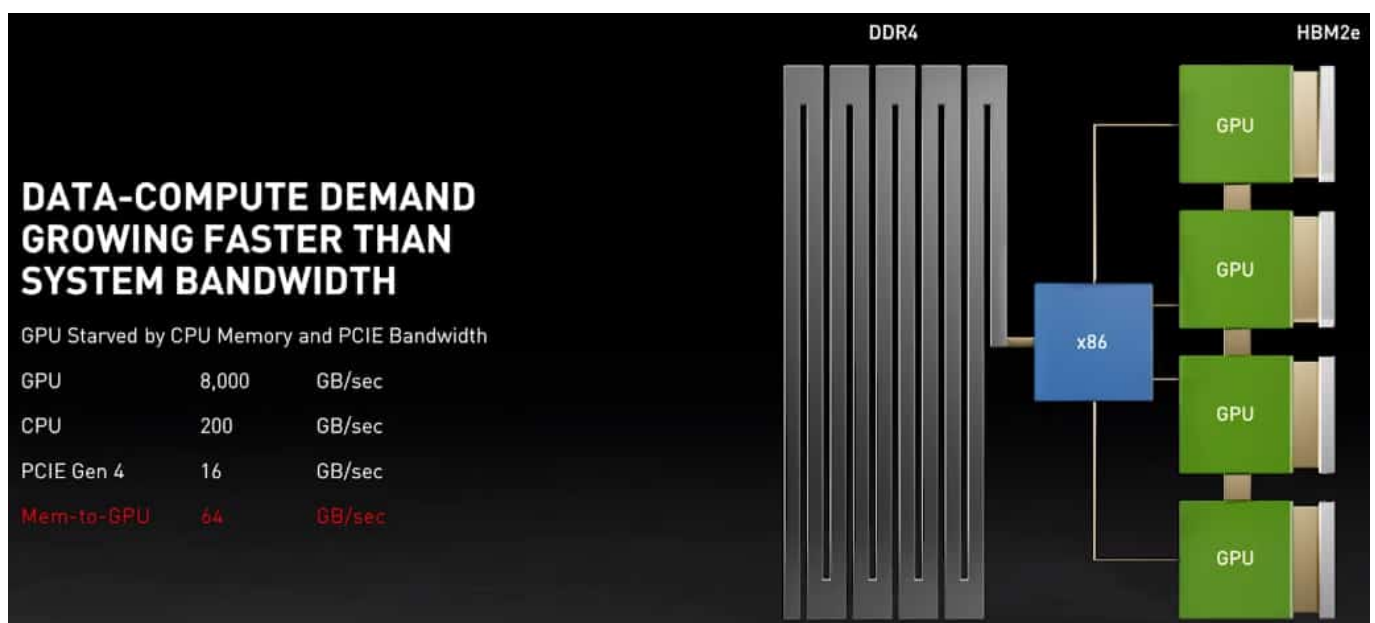 DDR4
HBM2e
DATA-COMPUTE DEMAND
GROWING FASTER THAN
SYSTEM BANDWIDTH
GPU Starved by CPU Memory and PCIE Bandwidth
GPU 8,000 GB/sec
CPU 200 GB/sec
PCIE Gen 4 16 GB/sec
Mem-to-GPU 64 GB/sec
x86
GPU
GPU
GPU
GPU